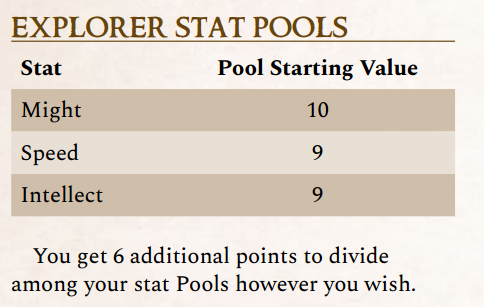 EXPLORER STAT POOLS
Stat Pool Starting Value
Might 10
Speed 9
Intellect 9
You get 6 additional points to divide
among your stat Pools however you wish.